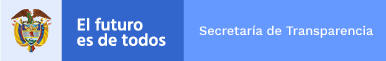 El futuro
es de todos
Secretaría de Transparencia